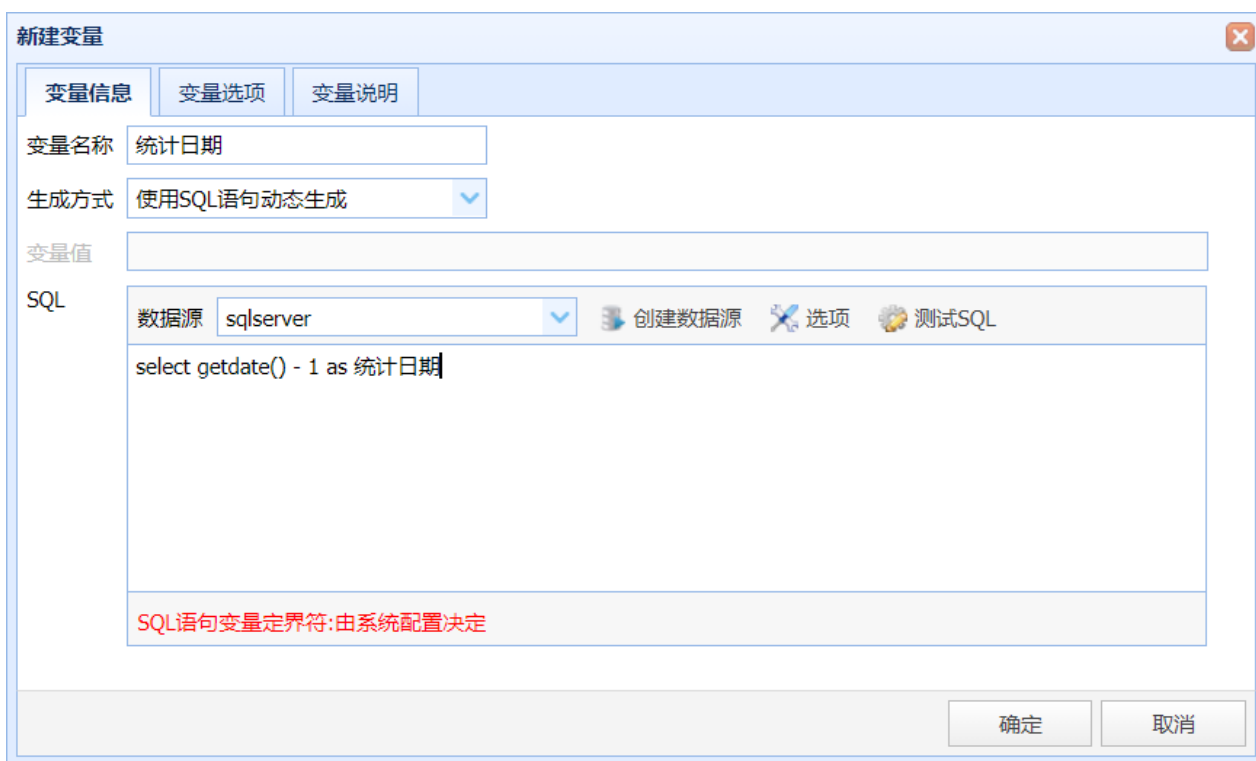 新建变量
变量信息 变量选项 变量说明
变量名称 统计日期
生成方式 使用SQL语句动态生成
变量值
SQL
数据源 sqlserver 创建数据源 选项 测试SQL
select getdate() - 1 as 统计日期
SQL语句变量定界符:由系统配置决定
确定 取消